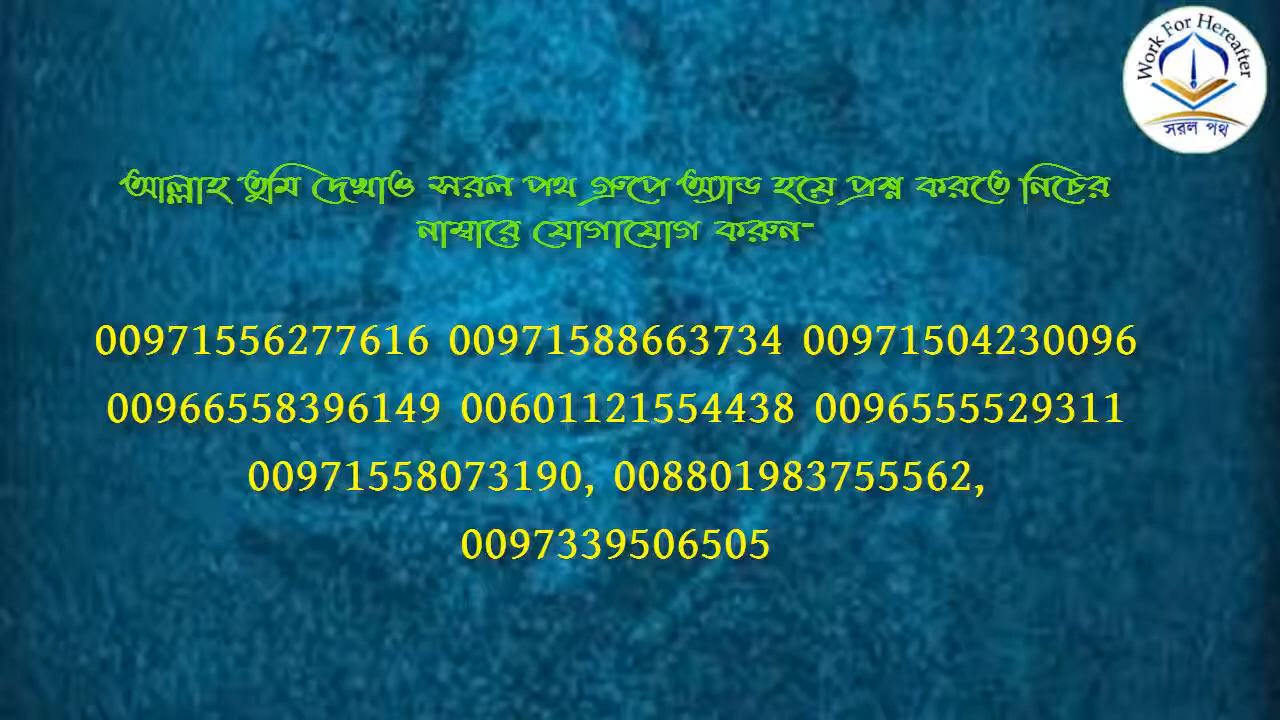 Work For Hereafter
সরল পথ
আল্লাহ তুমি দেখাও সরল পথ গ্রুপে অ্যাড হয়ে প্রশ্ন করতে নিচের
নাম্বারে যোগাযোগ করুন-
00971556277616 00971588663734 00971504230096
00966558396149 00601121554438 0096555529311
00971558073190, 008801983755562,
0097339506505